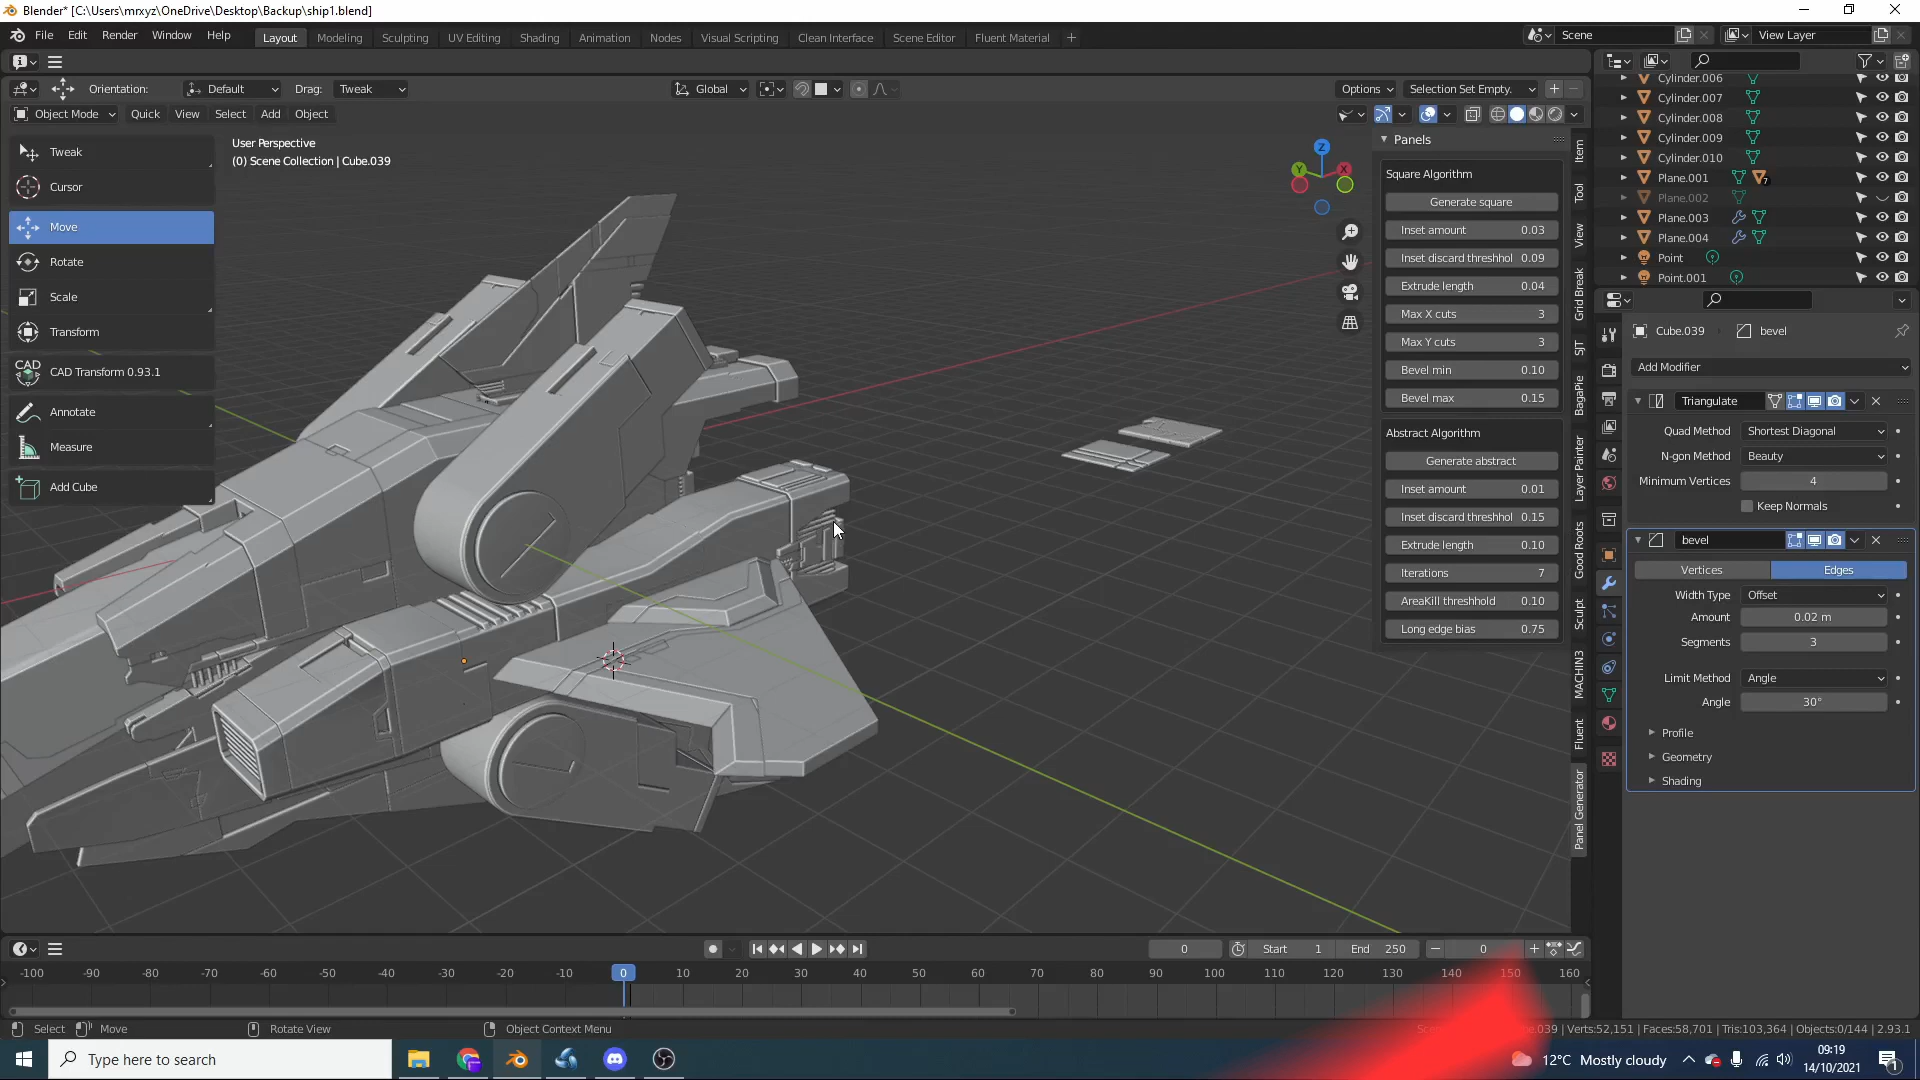 Blender* [C:\Users\mrxyz\OneDrive\Desktop\Backup\ship1.blend]
File Edit Render Window Help Layout Modeling Sculpting UV Editing Shading Animation Nodes Visual Scripting Clean Interface Scene Editor Fluent Material + Scene View Layer
Orientation: Default Drag: Tweak Global Options Selection Set Empty.
Object Mode Quick View Select Add Object
User Perspective
(0) Scene Collection | Cube.039
Tweak
Cursor
Move
Rotate
Scale
Transform
CAD CAD Transform 0.93.1
Annotate
Measure
Add Cube
Z
Y
X
Panels
Square Algorithm
Generate square
Inset amount 0.03
Inset discard threshhol 0.09
Extrude length 0.04
Max X cuts 3
Max Y cuts 3
Bevel min 0.10
Bevel max 0.15
Abstract Algorithm
Generate abstract
Inset amount 0.01
Inset discard threshhol 0.15
Extrude length 0.10
Iterations 7
AreaKill threshhold 0.10
Long edge bias 0.75
Item
Tool
View
Grid Break
SJT
BagaPie
Layer Painter
Good Roots
Sculpt
MACHIN3
Fluent
Panel Generator
Cylinder.006
Cylinder.007
Cylinder.008
Cylinder.009
Cylinder.010
Plane.001 7
Plane.002
Plane.003
Plane.004
Point
Point.001
Cube.039 bevel
Add Modifier
Triangulate
Quad Method Shortest Diagonal
N-gon Method Beauty
Minimum Vertices 4
Keep Normals
bevel
Vertices Edges
Width Type Offset
Amount 0.02 m
Segments 3
Limit Method Angle
Angle 30°
Profile
Geometry
Shading
0 Start 1 End 250 0
-100 -90 -80 -70 -60 -50 -40 -30 -20 -10 0 10 20 30 40 50 60 70 80 90 100 110 120 130 140 150 160
Select Move Rotate View Object Context Menu .039 | Verts:52,151 | Faces:58,701 | Tris:103,364 | Objects:0/144 | 2.93.1
Type here to search
12°C Mostly cloudy
09:19
14/10/2021
1